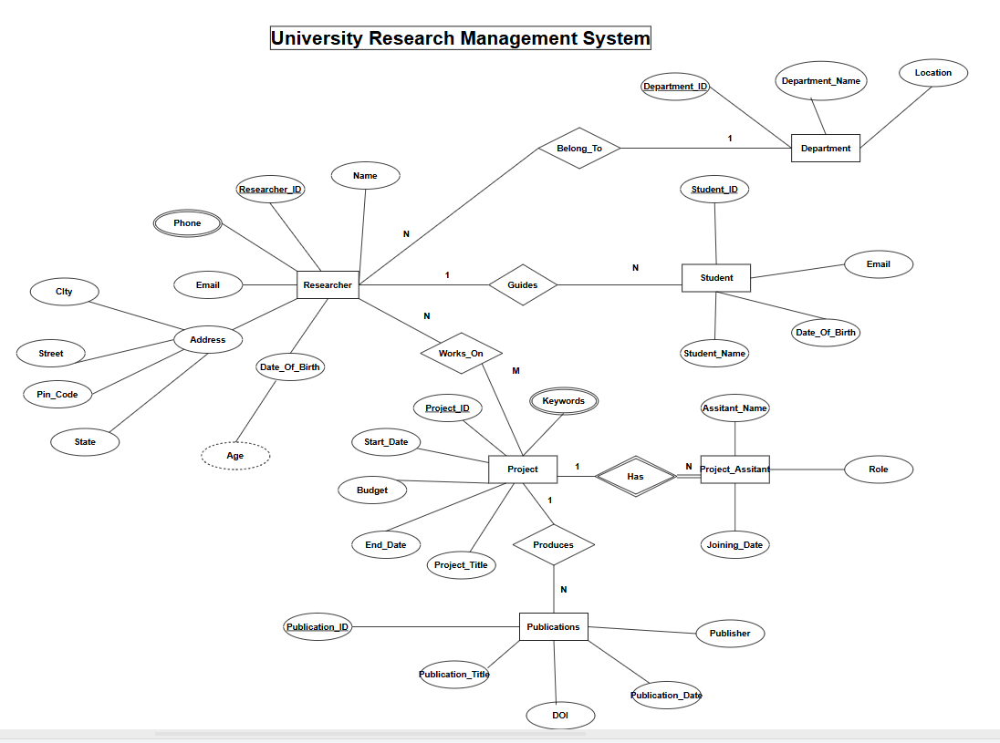 University Research Management System
Location
Department_Name
Department_ID
1
Belong_To
Department
Name
Researcher_ID
Student_ID
Phone
N
Email
N
1
Student
Email
Researcher
Guides
CIty
N
Date_Of_Birth
Address
Works_On
Student_Name
Street
Date_Of_Birth
M
Pin_Code
Keywords
Project_ID
Assitant_Name
State
Start_Date
Age
1
N
Project
Project_Assitant
Role
Has
Budget
1
End_Date
Produces
Joining_Date
Project_Title
N
Publication_ID
Publications
Publisher
Publication_Title
Publication_Date
DOI